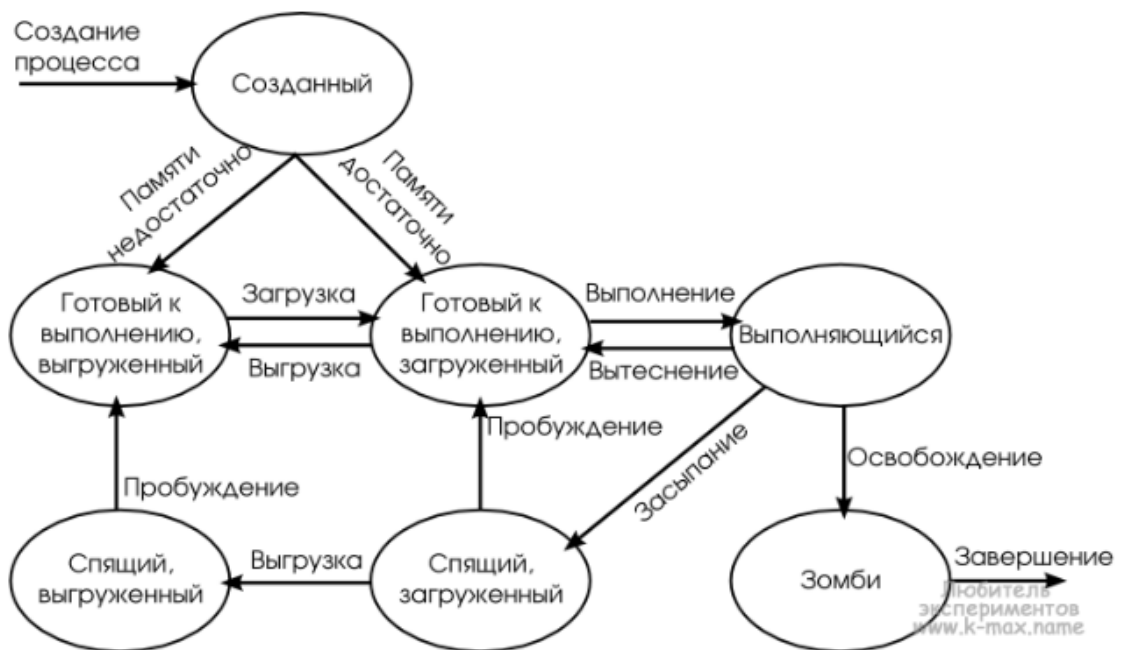 Создание
процесса
Созданный
Памяти
недостаточно
Памяти
достаточно
Готовый к
выполнению,
выгруженный
Загрузка
Выгрузка
Готовый к
выполнению,
загруженный
Выполнение
Вытеснение
Выполняющийся
Пробуждение
Пробуждение
Засыпание
Освобождение
Спящий,
выгруженный
Выгрузка
Спящий,
загруженный
Зомби
Завершение
Любитель
экспериментов
www.k-max.name